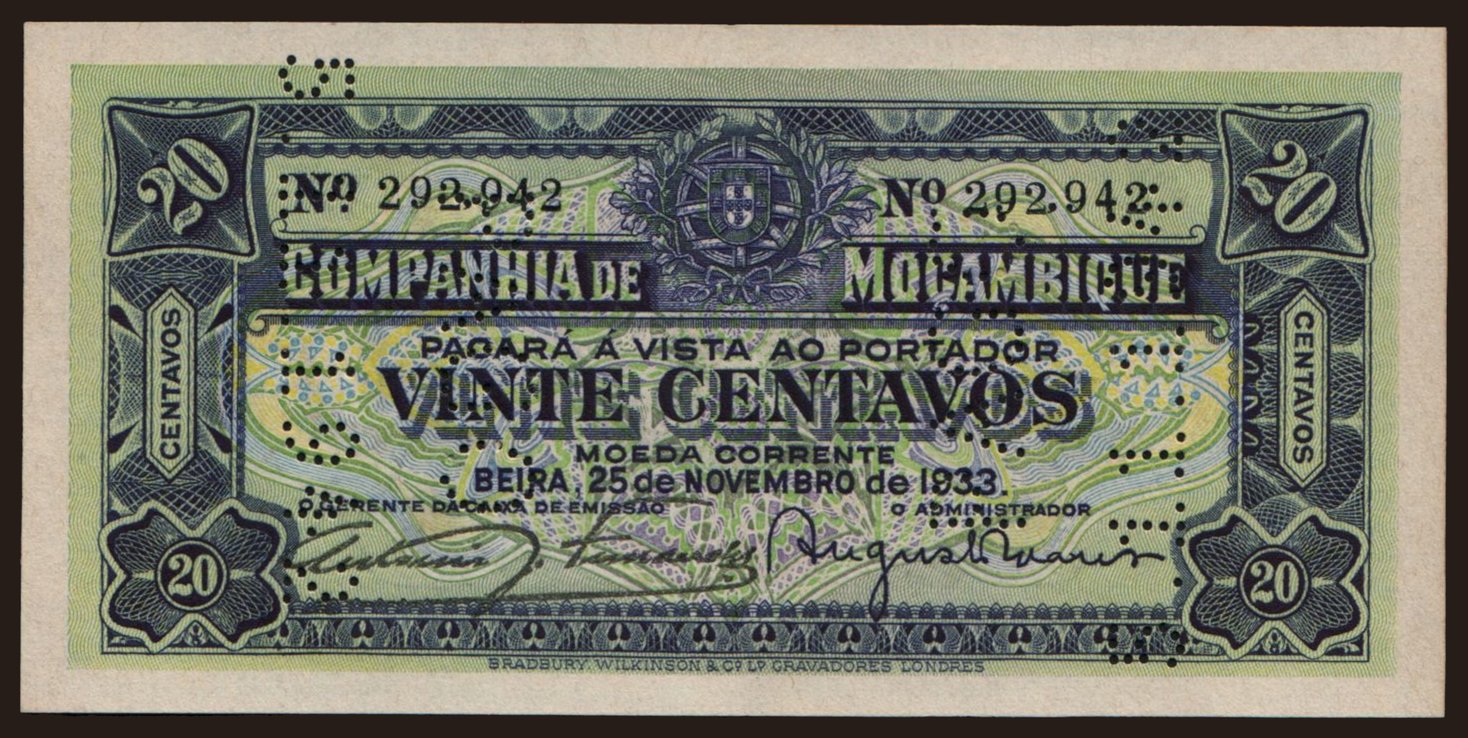 20 20
Nº 292,942 Nº 292,942
COMPANHIA DE MOÇAMBIQUE
CENTAVOS CENTAVOS
PAGARÁ Á VISTA AO PORTADOR
VINTE CENTAVOS
MOEDA CORRENTE
BEIRA, 25 de NOVEMBRO de 1933.
O GERENTE DA CAIXA DE EMISSÃO O ADMINISTRADOR
20 20
BRADBURY, WILKINSON & Cº Lᴰ GRAVADORES LONDRES